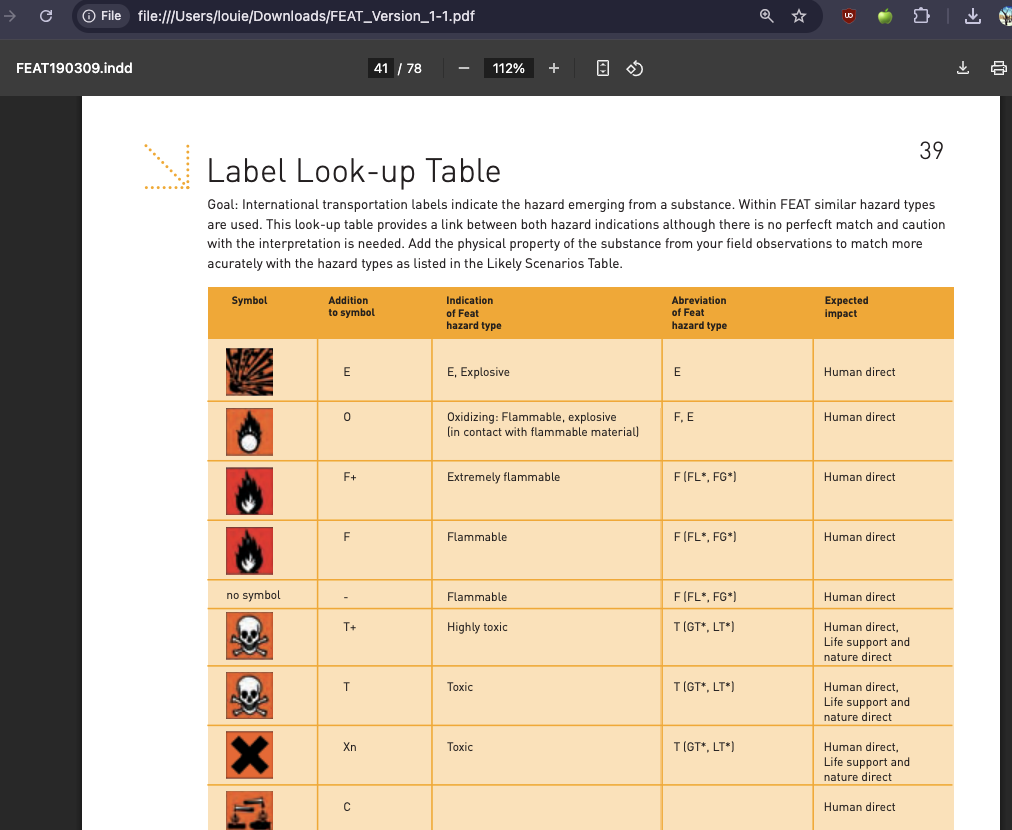 File
file:///Users/louie/Downloads/FEAT_Version_1-1.pdf
UD
FEAT190309.indd
41 / 78
112%
39
Label Look-up Table
Goal: International transportation labels indicate the hazard emerging from a substance. Within FEAT similar hazard types
are used. This look-up table provides a link between both hazard indications although there is no perfecft match and caution
with the interpretation is needed. Add the physical property of the substance from your field observations to match more
acurately with the hazard types as listed in the Likely Scenarios Table.
Symbol
Addition
to symbol
Indication
of Feat
hazard type
Abreviation
of Feat
hazard type
Expected
impact
E
E, Explosive
E
Human direct
O
Oxidizing: Flammable, explosive
(in contact with flammable material)
F, E
Human direct
F+
Extremely flammable
F (FL*, FG*)
Human direct
F
Flammable
F (FL*, FG*)
Human direct
no symbol
-
Flammable
F (FL*, FG*)
Human direct
T+
Highly toxic
T (GT*, LT*)
Human direct,
Life support and
nature direct
T
Toxic
T (GT*, LT*)
Human direct,
Life support and
nature direct
Xn
Toxic
T (GT*, LT*)
Human direct,
Life support and
nature direct
C
Human direct